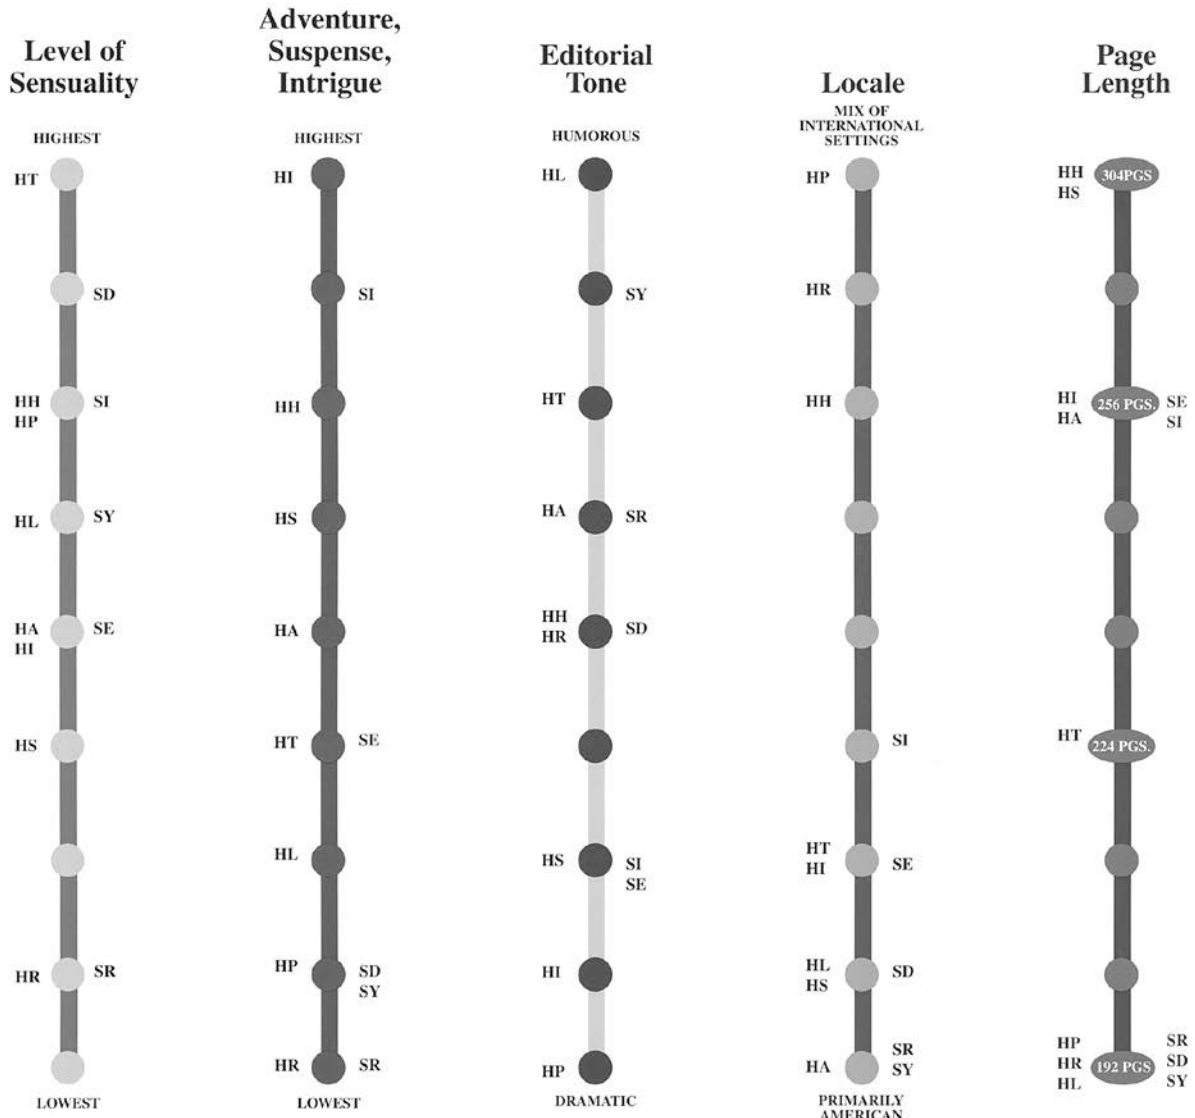 Level of
Sensuality
HIGHEST
HT
SD
HH SI
HP
HL SY
HA SE
HI
HS
HR SR
LOWEST
Adventure,
Suspense,
Intrigue
HIGHEST
HI
SI
HH
HS
HA
HT SE
HL
HP SD
SY
HR SR
LOWEST
Editorial
Tone
HUMOROUS
HL
SY
HT
HA SR
HH
HR SD
HS SI
SE
HI
HP
DRAMATIC
Locale
MIX OF
INTERNATIONAL
SETTINGS
HP
HR
HH
SI
HT
HI SE
HL SD
HS
SR
HA SY
PRIMARILY
AMERICAN
Page
Length
HH 304PGS
HS
HI 256 PGS. SE
HA SI
HT 224 PGS.
HP SR
HR 192 PGS SD
HL SY